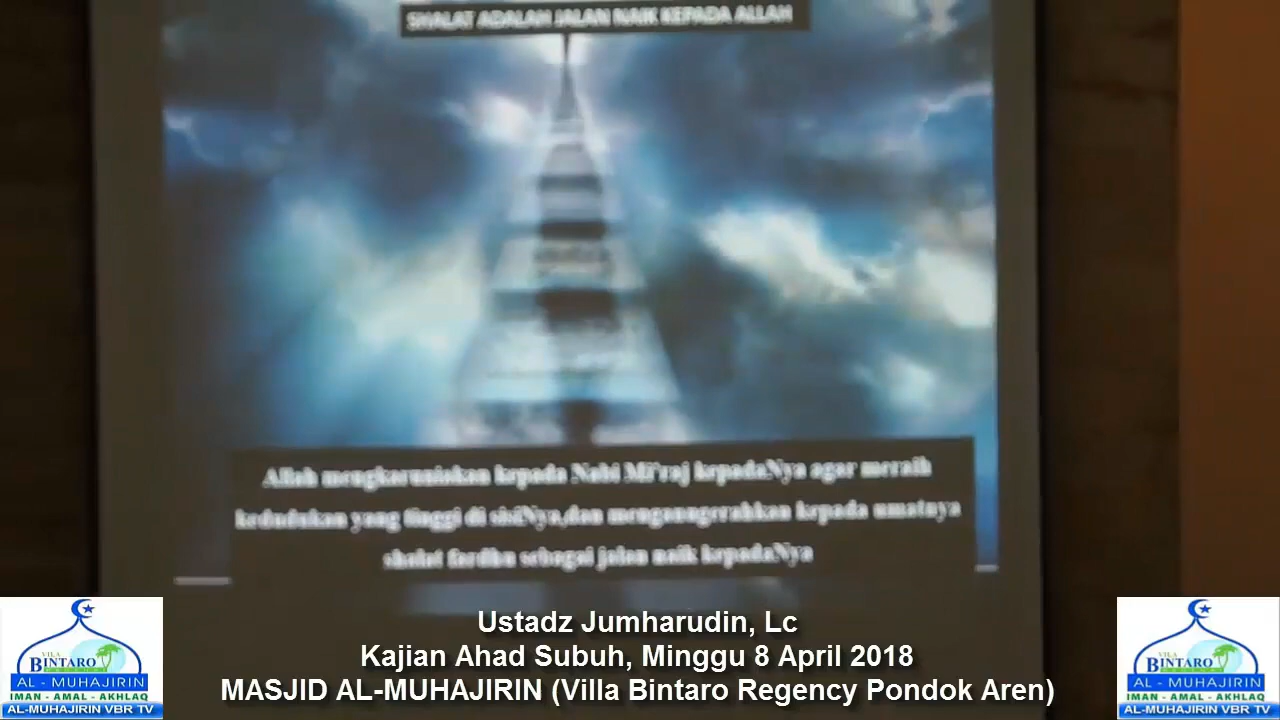 SHALAT ADALAH JALAN NAIK KEPADA ALLAH
Allah mengkaruniakan kepada Nabi Mi'raj kepadaNya agar meraih
kedudukan yang tinggi di sisiNya,dan menganugerahkan kepada umatnya
shalat fardhu sebagai jalan naik kepadaNya
Ustadz Jumharudin, Lc
Kajian Ahad Subuh, Minggu 8 April 2018
MASJID AL-MUHAJIRIN (Villa Bintaro Regency Pondok Aren)
VILA
BINTARO
AL - MUHAJIRIN
IMAN - AMAL - AKHLAQ
AL-MUHAJIRIN VBR TV
VILA
BINTARO
AL - MUHAJIRIN
IMAN - AMAL - AKHLAQ
AL-MUHAJIRIN VBR TV